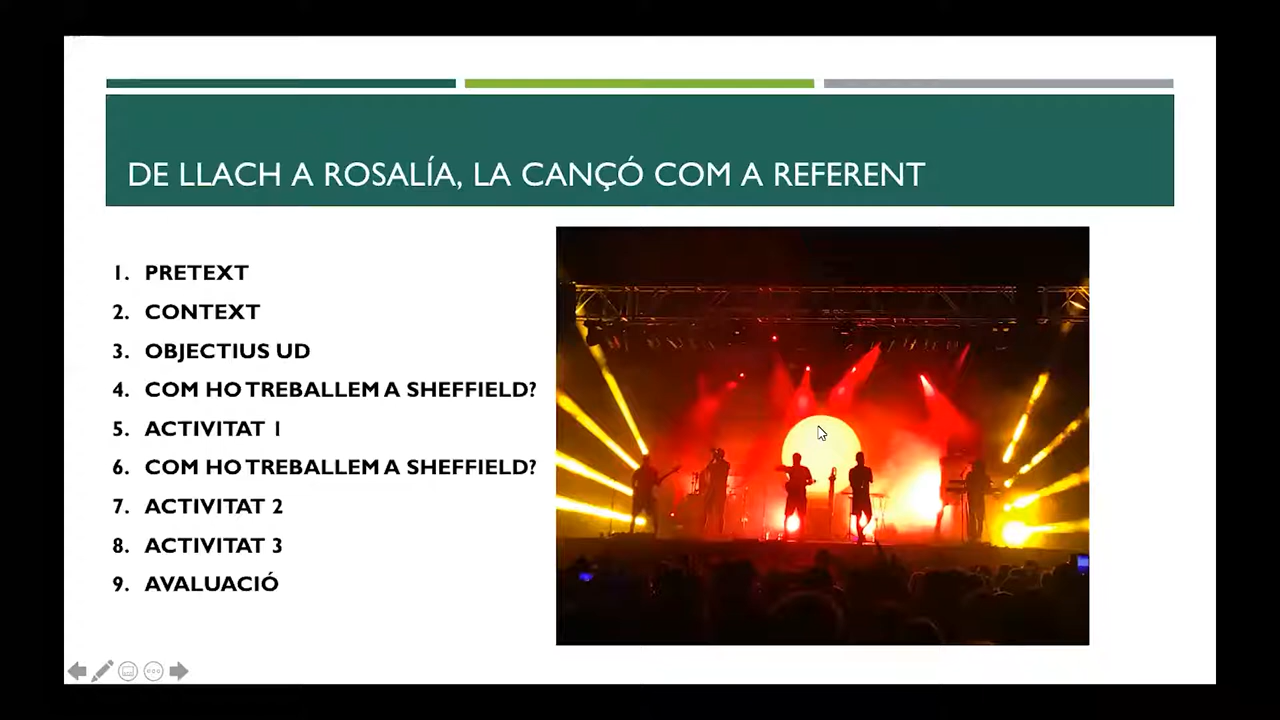 DE LLACH A ROSALÍA, LA CANÇÓ COM A REFERENT
1. PRETEXT
2. CONTEXT
3. OBJECTIUS UD
4. COM HO TREBALLEM A SHEFFIELD?
5. ACTIVITAT 1
6. COM HO TREBALLEM A SHEFFIELD?
7. ACTIVITAT 2
8. ACTIVITAT 3
9. AVALUACIÓ